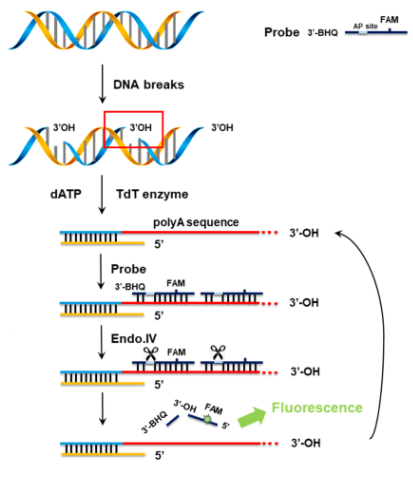 Probe 3'-BHQ AP site FAM
DNA breaks
3'OH 3'OH 3'OH
dATP TdT enzyme
polyA sequence
3'-OH
5'
Probe
3'-BHQ FAM
3'-OH
5'
Endo.IV
FAM
3'-OH
5'
3'-BHQ 3'-OH FAM 5'
Fluorescence
3'-OH
5'